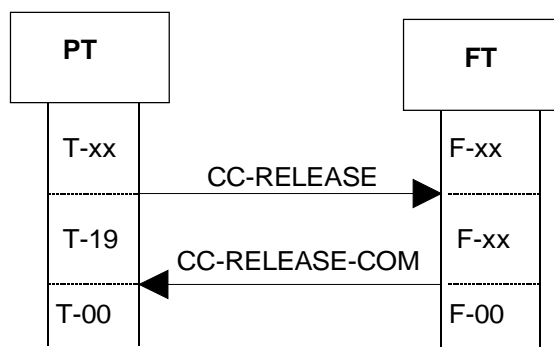 PT
FT
T-xx
F-xx
CC-RELEASE
T-19
F-xx
CC-RELEASE-COM
T-00
F-00